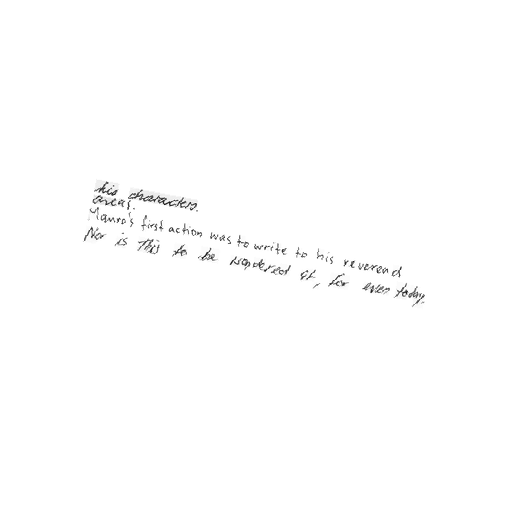 his characters.
areas.
Mauro's first action was to write to his reverend
Nor is This to be wondered at, for even today,